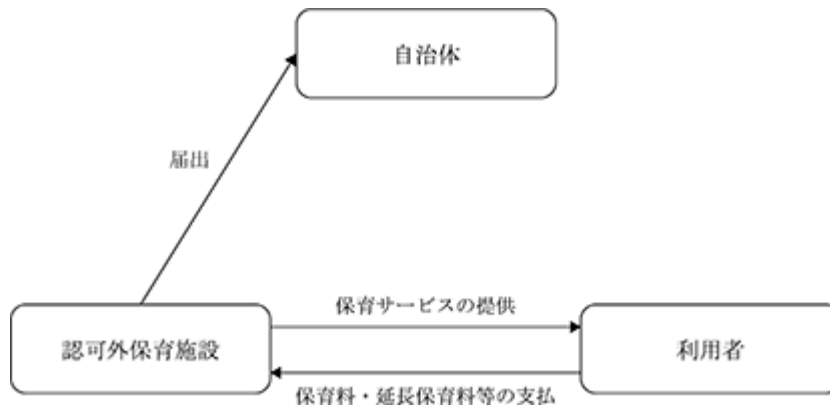 自治体
届出
保育サービスの提供
認可外保育施設
利用者
保育料・延長保育料等の支払